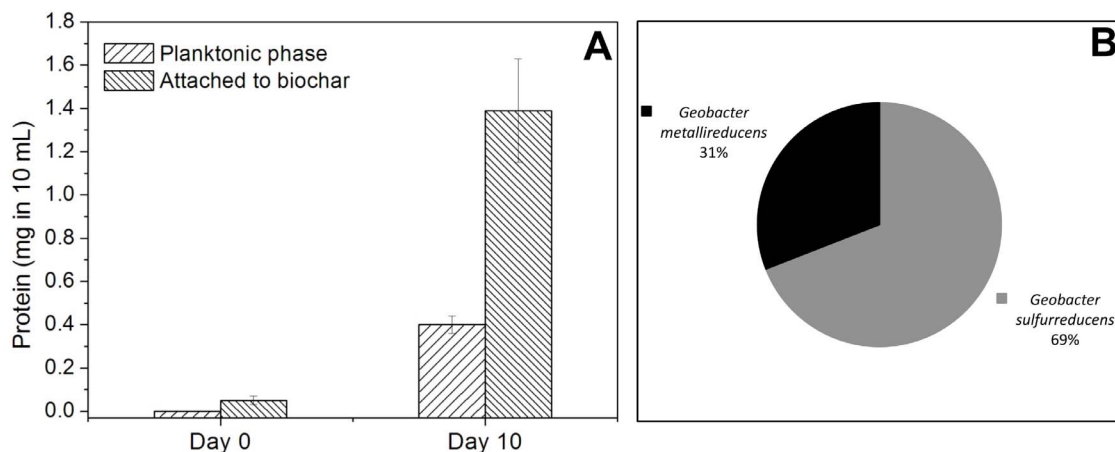 A
Planktonic phase
Attached to biochar
Protein (mg in 10 mL)
1.8
1.6
1.4
1.2
1.0
0.8
0.6
0.4
0.2
0.0
Day 0
Day 10
B
Geobacter
metallireducens
31%
Geobacter
sulfurreducens
69%